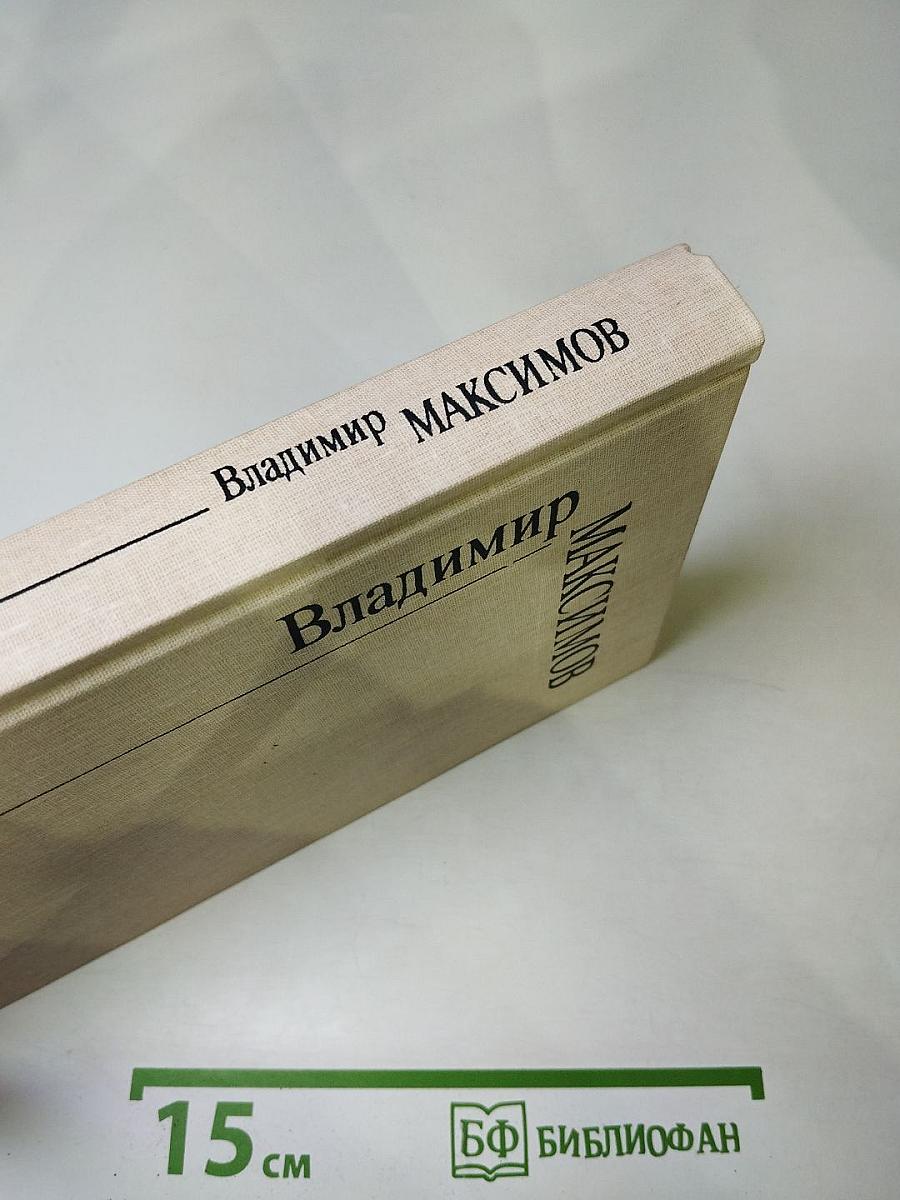 Владимир МАКСИМОВ
Владимир
МАКСИМОВ
15 см
БФ БИБЛИОФАН